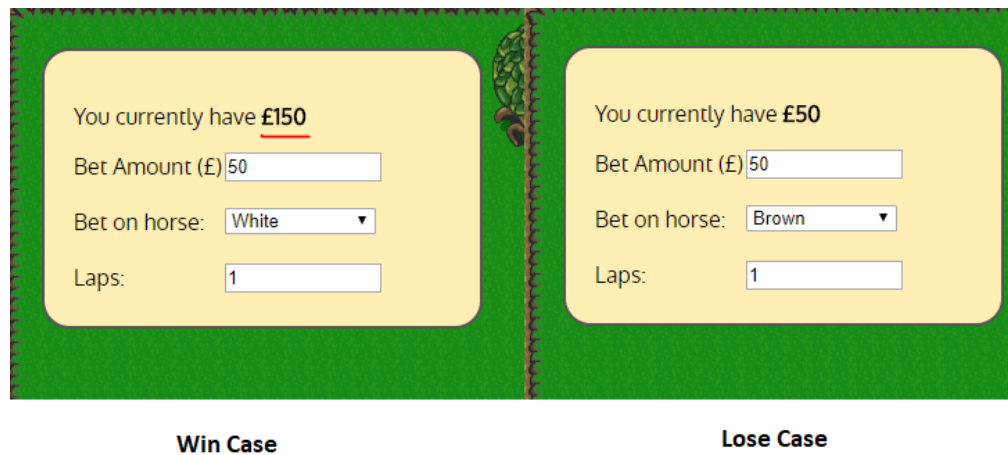 You currently have £150
Bet Amount (£) 50
Bet on horse: White
Laps: 1
Win Case
You currently have £50
Bet Amount (£) 50
Bet on horse: Brown
Laps: 1
Lose Case